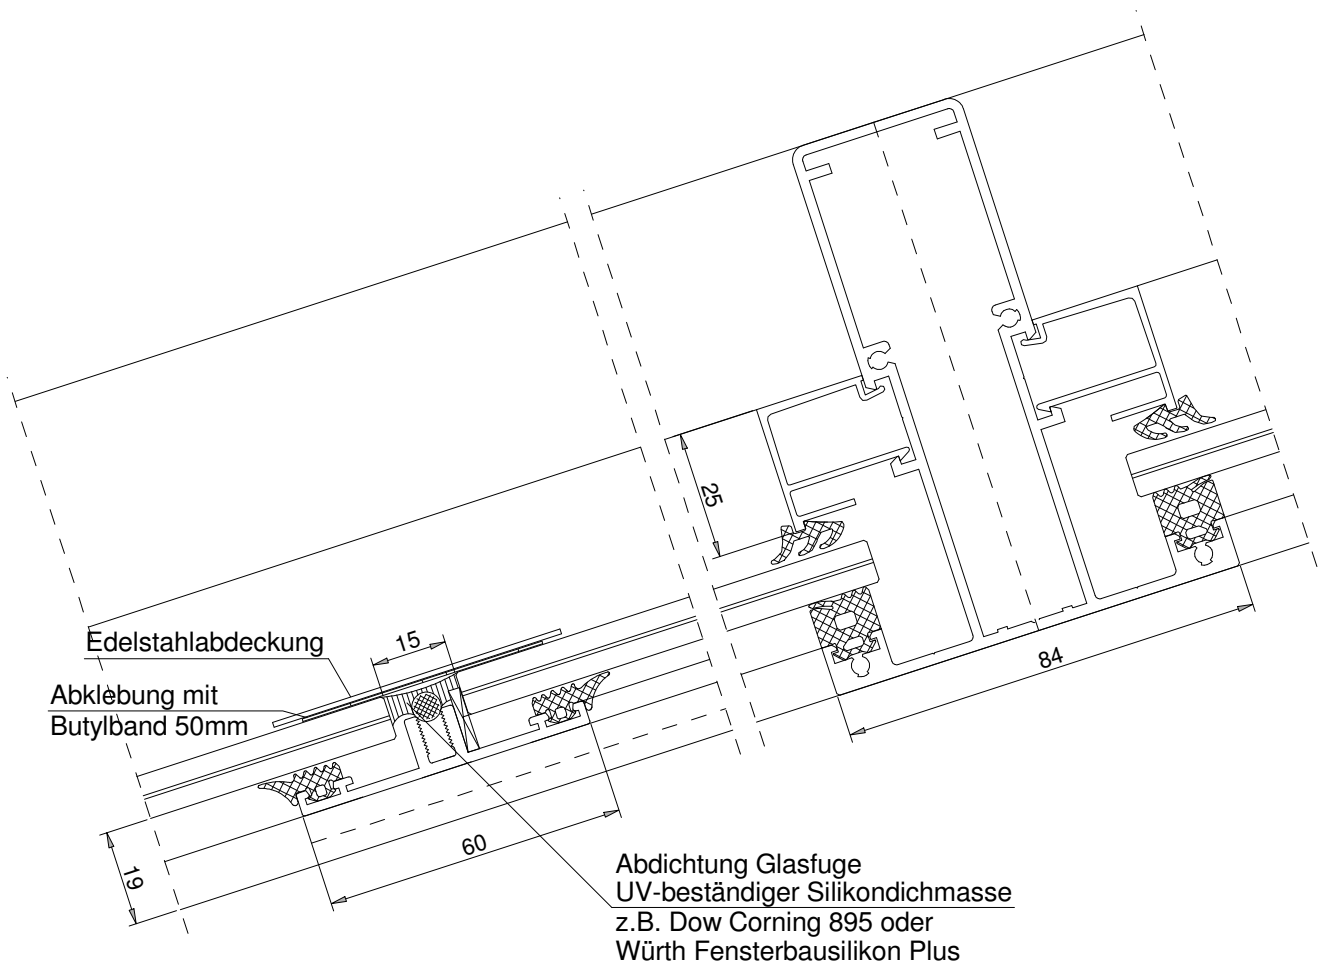 25
Edelstahlabdeckung
15
Abklebung mit
Butylband 50mm
84
60
19
Abdichtung Glasfuge
UV-beständiger Silikondichmasse
z.B. Dow Corning 895 oder
Würth Fensterbausilikon Plus